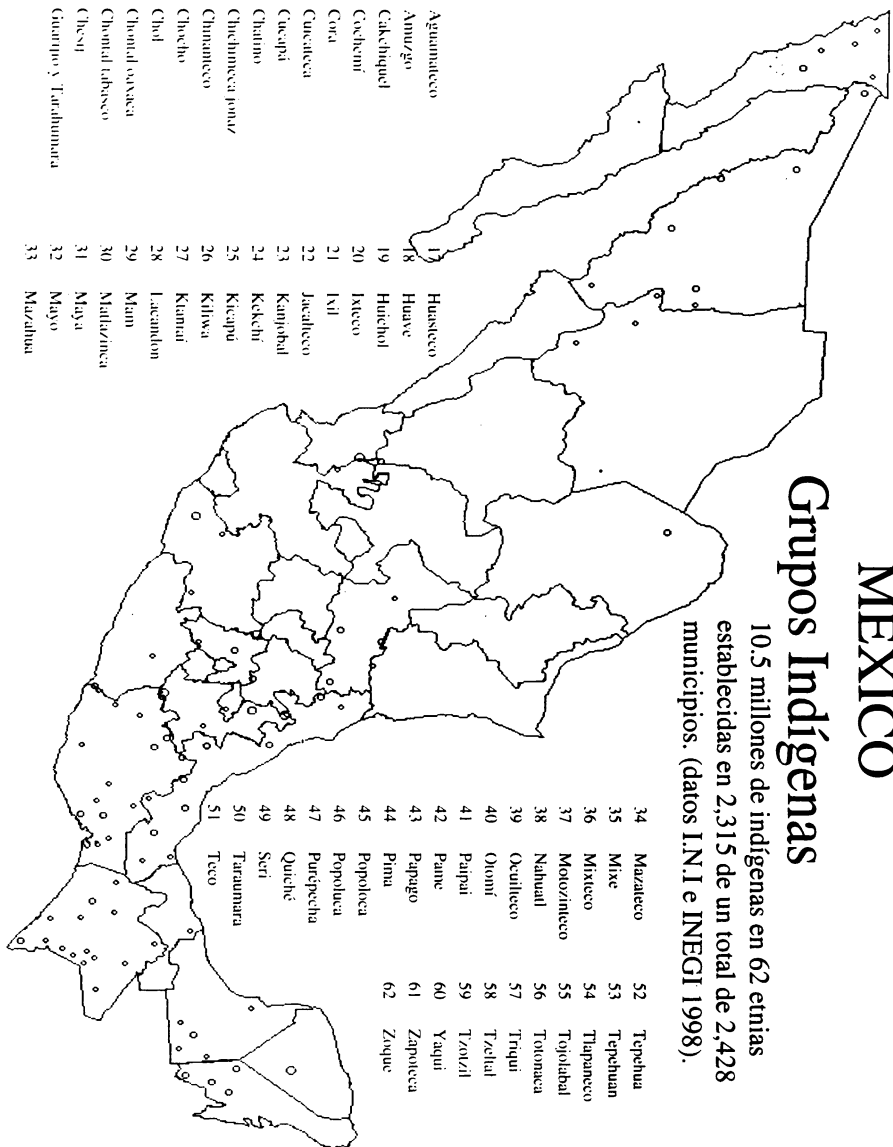 MEXICO
Grupos Indígenas
10.5 millones de indígenas en 62 etnias
establecidas en 2,315 de un total de 2,428
municipios. (datos I.N.I e INEGI 1998).
Aguamateco
Amuzgo
Cakchiquel
Cochemí
Cora
Cuicateca
Cucapá
Chatino
Chichimeca jonaz
Chinanteco
Chocho
Chol
Chontal oaxaca
Chontal tabasco
Guarijio y Tarahumara
17 Huasteco
18 Huave
19 Huichol
20 Ixteco
21 Ixil
22 Jacalteco
23 Kanjobal
24 Kekchí
25 Kicapú
26 Kiliwa
27 Kumiai
28 Lacandon
29 Mam
30 Matlazinca
31 Maya
32 Mayo
33 Mazahua
34 Mazateco
35 Mixe
36 Mixteco
37 Motozinteco
38 Nahuatl
39 Ocuilteco
40 Otomí
41 Paipai
42 Pame
43 Papago
44 Pima
45 Popoloca
46 Popoluca
47 Purépecha
48 Quiché
49 Seri
50 Taraumara
51 Teco
52 Tepehua
53 Tepehuan
54 Tlapaneco
55 Tojolabal
56 Totonaca
57 Triqui
58 Tzeltal
59 Tzotzil
60 Yaqui
61 Zapoteca
62 Zoque